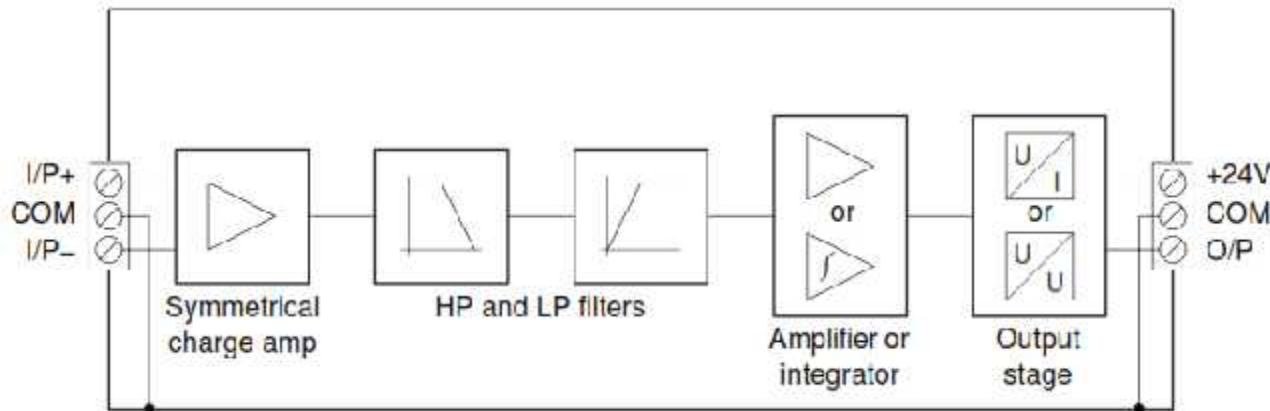 I/P+
COM
I/P–
Symmetrical
charge amp
HP and LP filters
or
∫
Amplifier or
integrator
U
I
or
U
U
Output
stage
+24V
COM
O/P